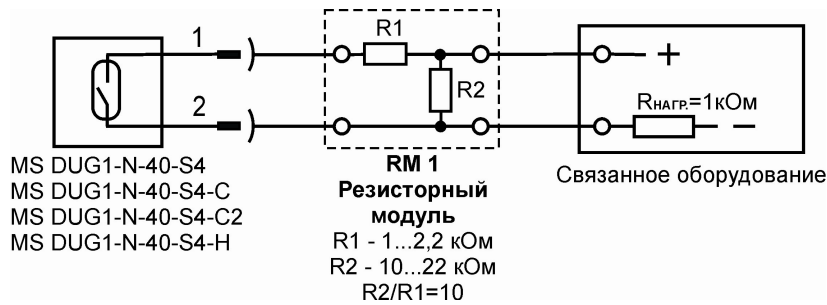 1
2
R1
R2
+
Rнагр.=1кОм
–
MS DUG1-N-40-S4
MS DUG1-N-40-S4-C
MS DUG1-N-40-S4-C2
MS DUG1-N-40-S4-H
RM 1
Резисторный
модуль
R1 - 1...2,2 кОм
R2 - 10...22 кОм
R2/R1=10
Связанное оборудование